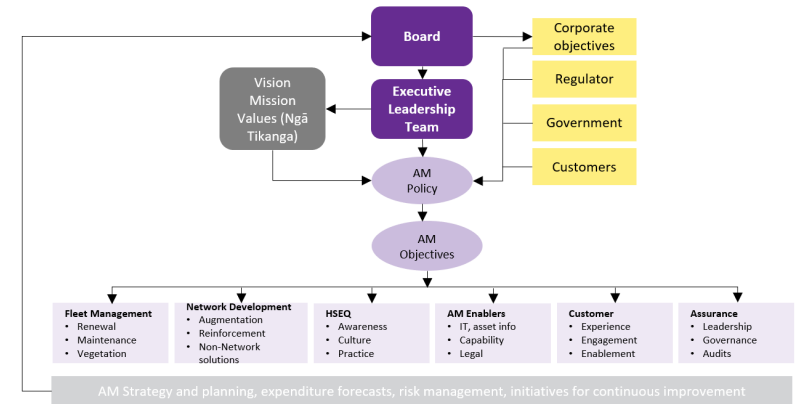 Board
Corporate
objectives
Vision
Mission
Values (Ngā
Tikanga)
Executive
Leadership
Team
Regulator
Government
Customers
AM
Policy
AM
Objectives
Fleet Management
• Renewal
• Maintenance
• Vegetation
Network Development
• Augmentation
• Reinforcement
• Non-Network
solutions
HSEQ
• Awareness
• Culture
• Practice
AM Enablers
• IT, asset info
• Capability
• Legal
Customer
• Experience
• Engagement
• Enablement
Assurance
• Leadership
• Governance
• Audits
AM Strategy and planning, expenditure forecasts, risk management, initiatives for continuous improvement